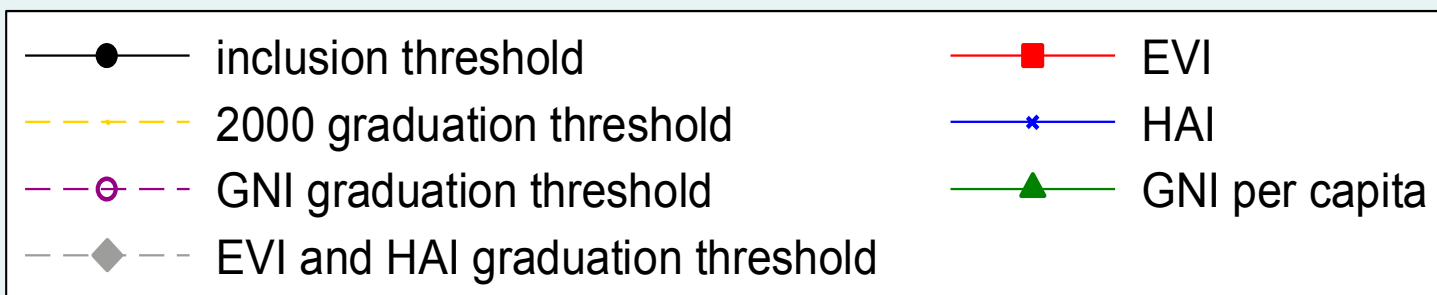 inclusion threshold
2000 graduation threshold
GNI graduation threshold
EVI and HAI graduation threshold
EVI
HAI
GNI per capita